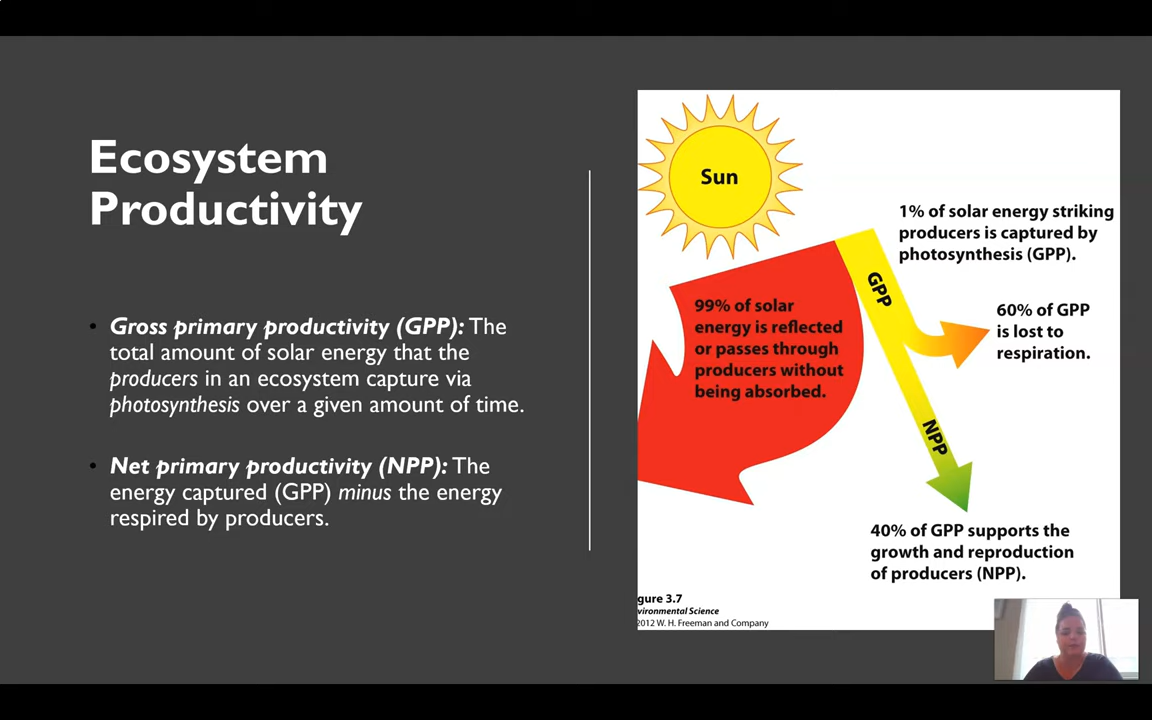 Ecosystem
Productivity
• Gross primary productivity (GPP): The
total amount of solar energy that the
producers in an ecosystem capture via
photosynthesis over a given amount of time.
• Net primary productivity (NPP): The
energy captured (GPP) minus the energy
respired by producers.
Sun
1% of solar energy striking
producers is captured by
photosynthesis (GPP).
GPP
60% of GPP
is lost to
respiration.
99% of solar
energy is reflected
or passes through
producers without
being absorbed.
NPP
40% of GPP supports the
growth and reproduction
of producers (NPP).
gure 3.7
vironmental Science
2012 W. H. Freeman and Company